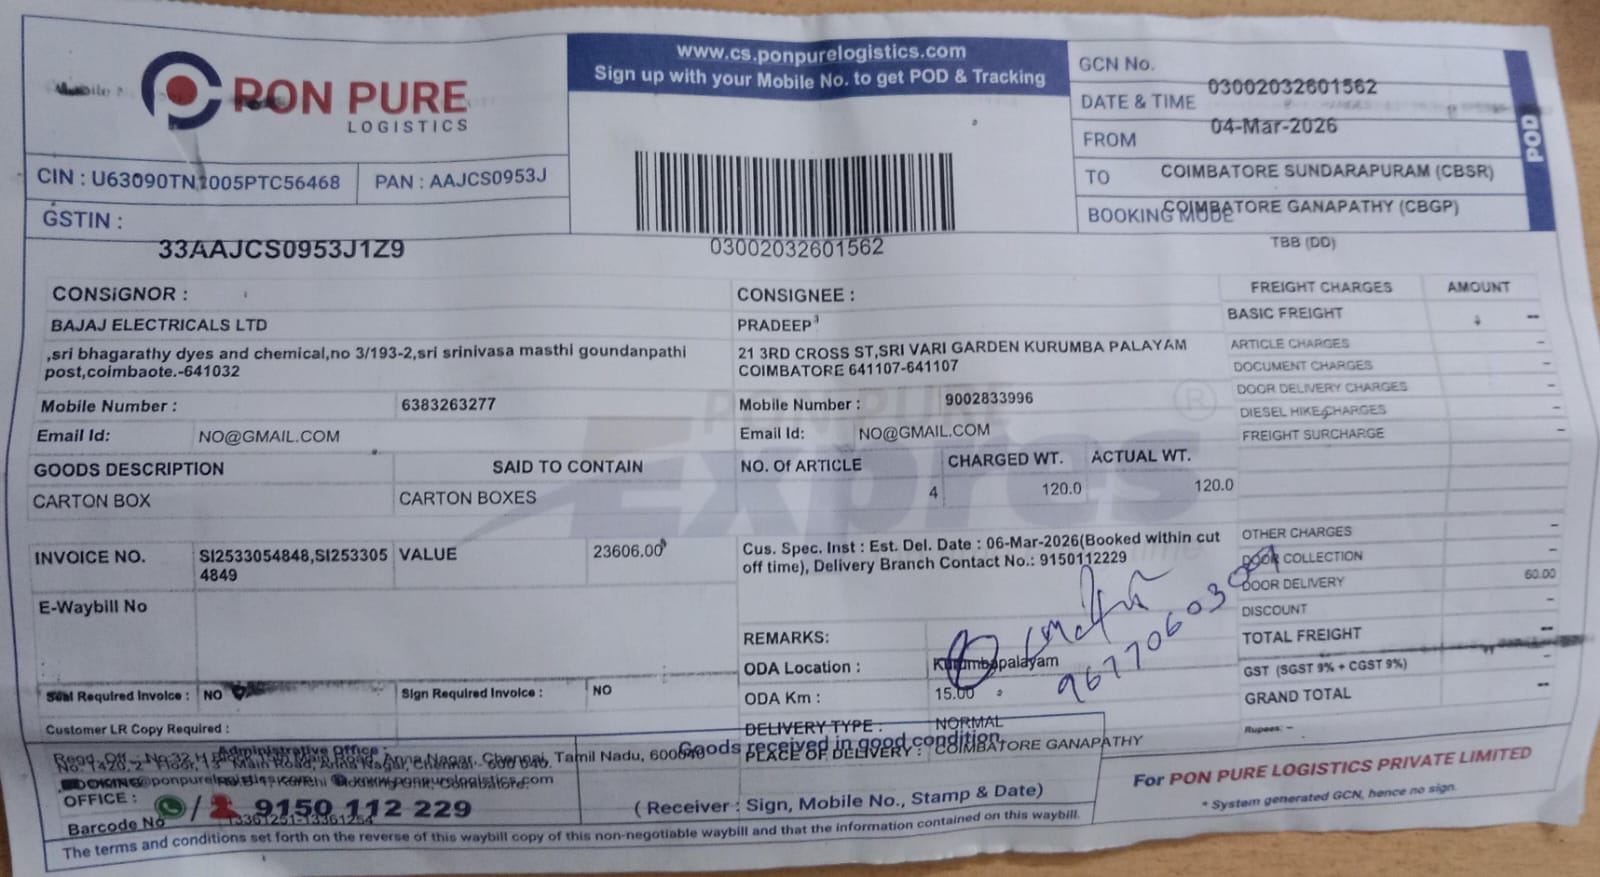 PON PURE
LOGISTICS
www.cs.ponpurelogistics.com
Sign up with your Mobile No. to get POD & Tracking
GCN No.
03002032601562
DATE & TIME
04-Mar-2026
FROM
COIMBATORE SUNDARAPURAM (CBSR)
TO
COIMBATORE GANAPATHY (CBGP)
BOOKING MODE
TBB (DD)
POD
CIN : U63090TN2005PTC56468
PAN : AAJCS0953J
GSTIN :
33AAJCS0953J1Z9
03002032601562
CONSIGNOR :
BAJAJ ELECTRICALS LTD
,sri bhagarathy dyes and chemical,no 3/193-2,sri srinivasa masthi goundanpathi
post,coimbaote.-641032
Mobile Number : 6383263277
Email Id: NO@GMAIL.COM
CONSIGNEE :
PRADEEP
21 3RD CROSS ST,SRI VARI GARDEN KURUMBA PALAYAM
COIMBATORE 641107-641107
Mobile Number : 9002833996
Email Id: NO@GMAIL.COM
PON PURE
Expres
®
FREIGHT CHARGES AMOUNT
BASIC FREIGHT --
ARTICLE CHARGES -
DOCUMENT CHARGES -
DOOR DELIVERY CHARGES -
DIESEL HIKE CHARGES -
FREIGHT SURCHARGE -
GOODS DESCRIPTION SAID TO CONTAIN NO. Of ARTICLE CHARGED WT. ACTUAL WT.
CARTON BOX CARTON BOXES 4 120.0 120.0
INVOICE NO. SI2533054848,SI253305
4849
VALUE 23606.00
E-Waybill No
Cus. Spec. Inst : Est. Del. Date : 06-Mar-2026(Booked within cut
off time), Delivery Branch Contact No.: 9150112229
OTHER CHARGES -
DOOR COLLECTION -
DOOR DELIVERY 60.00
DISCOUNT -
TOTAL FREIGHT --
GST (SGST 9% + CGST 9%) -
GRAND TOTAL --
Rupees: -
REMARKS:
ODA Location : Kurumbapalayam
ODA Km : 15.00
DELIVERY TYPE : NORMAL
PLACE OF DELIVERY : COIMBATORE GANAPATHY
Seal Required Invoice : NO
Sign Required Invoice : NO
Customer LR Copy Required :
Administrative Office :
Goods received in good condition
OFFICE :
/ 9150 112 229
Barcode No 13361251-13361254
( Receiver : Sign, Mobile No., Stamp & Date)
For PON PURE LOGISTICS PRIVATE LIMITED
* System generated GCN, hence no sign.
The terms and conditions set forth on the reverse of this waybill copy of this non-negotiable waybill and that the information contained on this waybill.